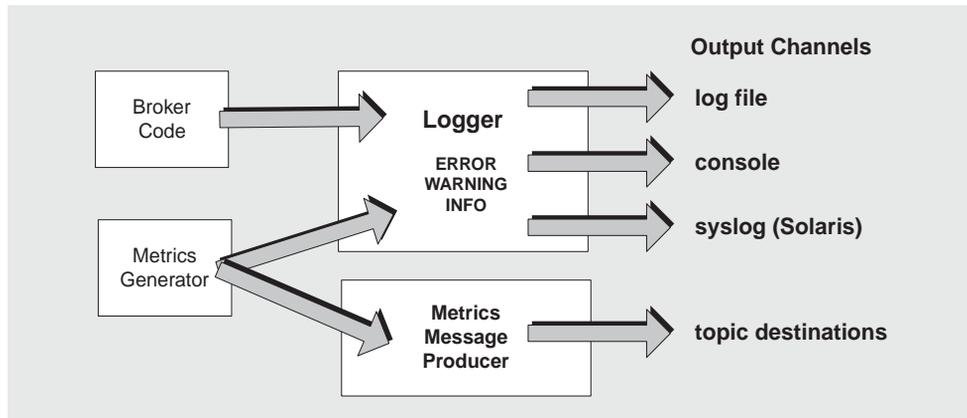 Output Channels
Broker
Code
Logger
ERROR
WARNING
INFO
log file
console
syslog (Solaris)
Metrics
Generator
Metrics
Message
Producer
topic destinations